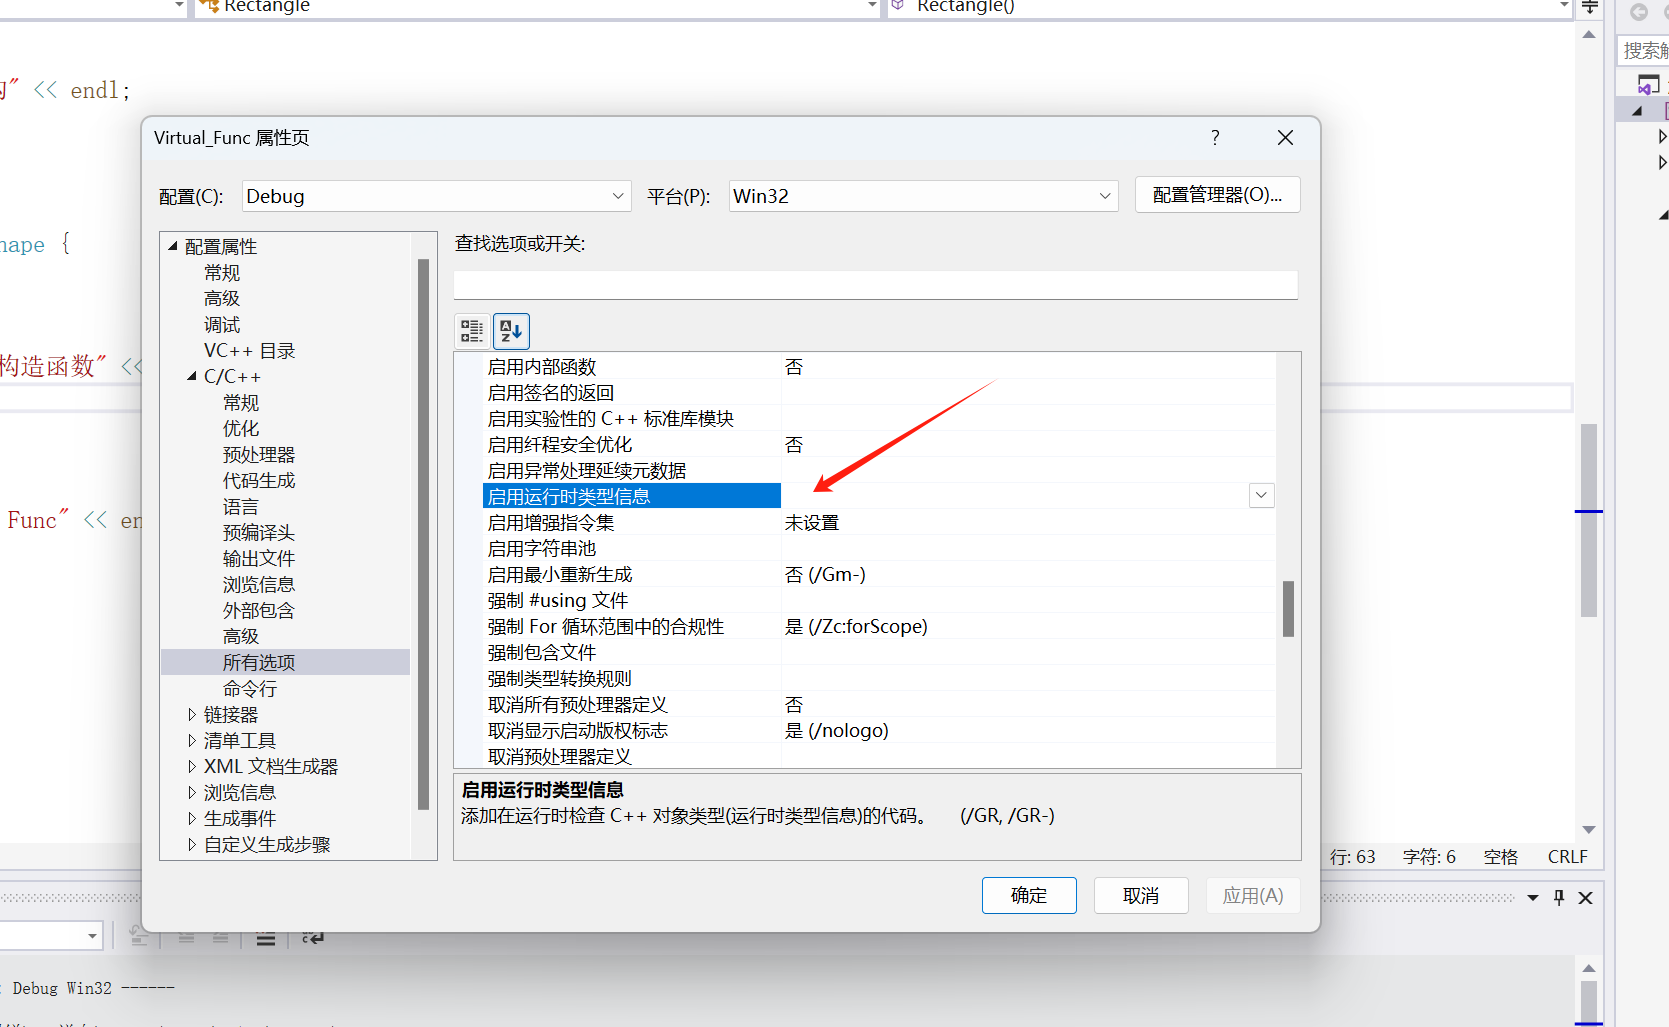 Rectangle
Rectangle()
搜索解
" << endl;
Virtual_Func 属性页
?
配置(C):
Debug
平台(P):
Win32
配置管理器(O)...
hape {
构造函数" <<
Func" << en
配置属性
常规
高级
调试
VC++ 目录
C/C++
常规
优化
预处理器
代码生成
语言
预编译头
输出文件
浏览信息
外部包含
高级
所有选项
命令行
链接器
清单工具
XML 文档生成器
浏览信息
生成事件
自定义生成步骤
查找选项或开关:
启用内部函数 否
启用签名的返回
启用实验性的 C++ 标准库模块
启用纤程安全优化 否
启用异常处理延续元数据
启用运行时类型信息
启用增强指令集 未设置
启用字符串池
启用最小重新生成 否 (/Gm-)
强制 #using 文件
强制 For 循环范围中的合规性 是 (/Zc:forScope)
强制包含文件
强制类型转换规则
取消所有预处理器定义 否
取消显示启动版权标志 是 (/nologo)
取消预处理器定义
启用运行时类型信息
添加在运行时检查 C++ 对象类型(运行时类型信息)的代码。 (/GR, /GR-)
确定
取消
应用(A)
行: 63 字符: 6 空格 CRLF
: Debug Win32 ------